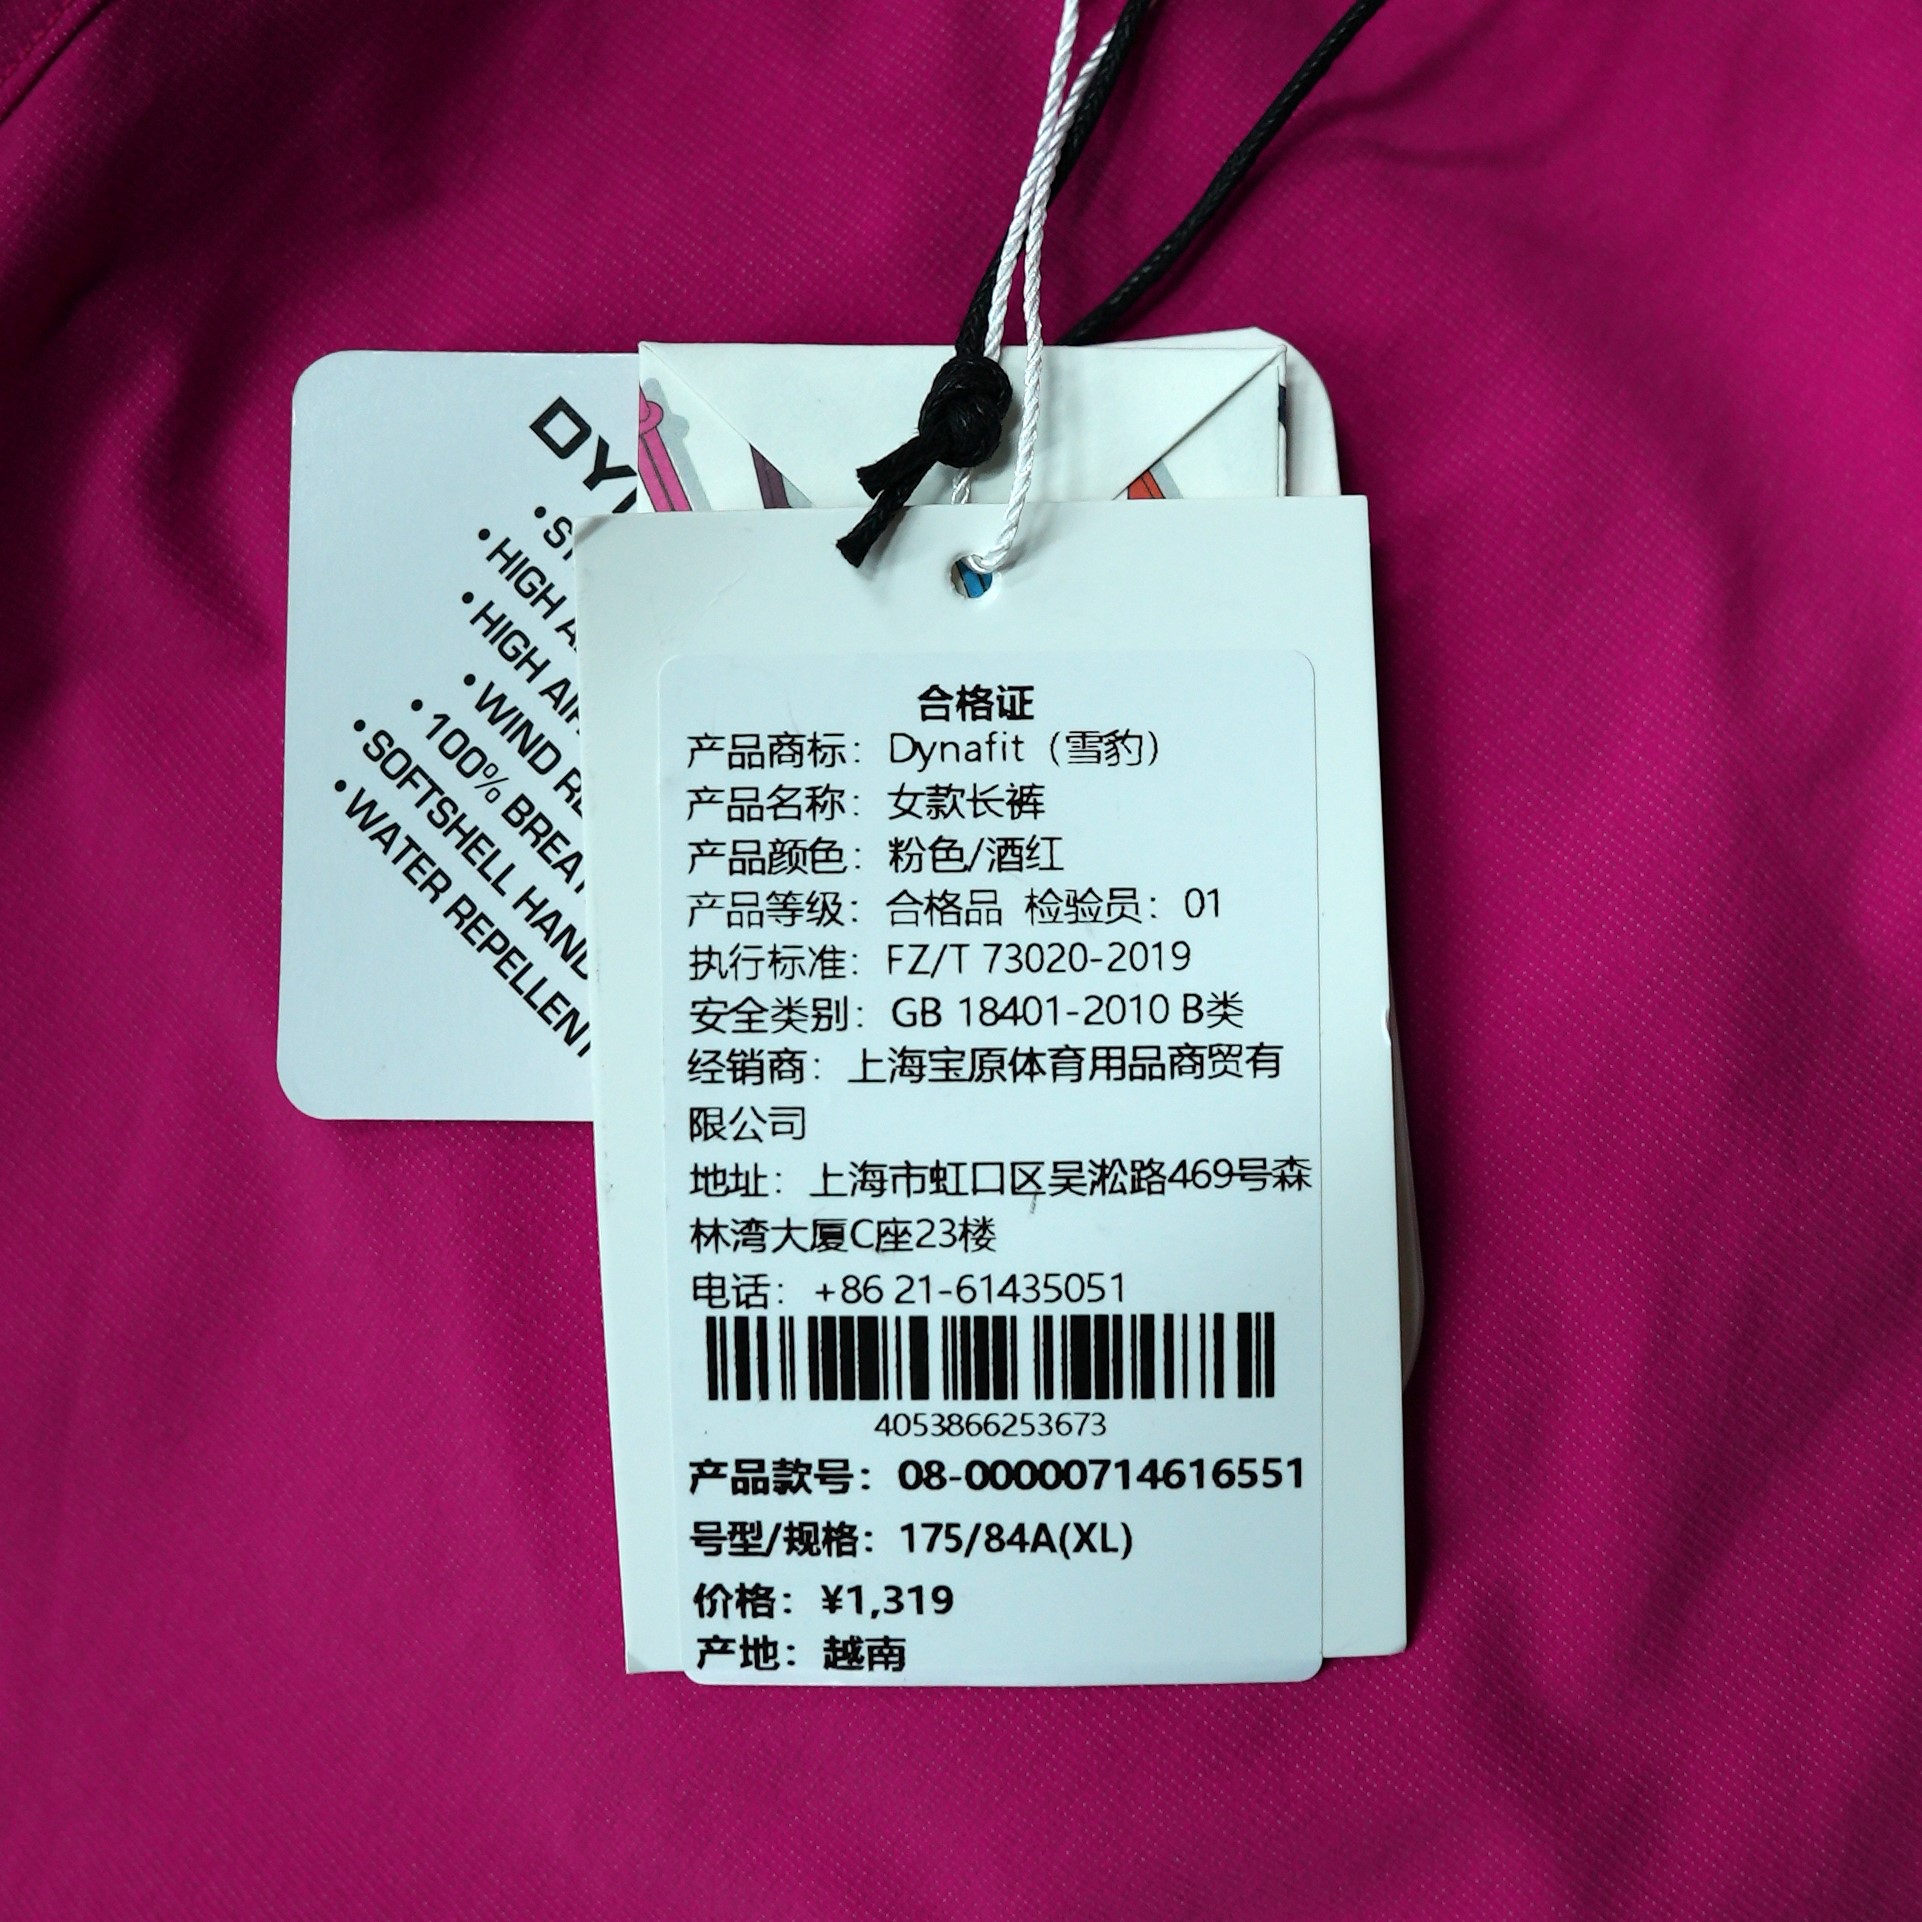 DY
• S
• HIGH A
• HIGH AIR
• WIND RE
• 100% BREAT
• SOFTSHELL HAND
• WATER REPELLENT
合格证
产品商标：Dynafit（雪豹）
产品名称：女款长裤
产品颜色：粉色/酒红
产品等级：合格品 检验员：01
执行标准：FZ/T 73020-2019
安全类别：GB 18401-2010 B类
经销商：上海宝原体育用品商贸有
限公司
地址：上海市虹口区吴淞路469号森
林湾大厦C座23楼
电话：+86 21-61435051
4053866253673
产品款号：08-00000714616551
号型/规格：175/84A(XL)
价格：¥1,319
产地：越南